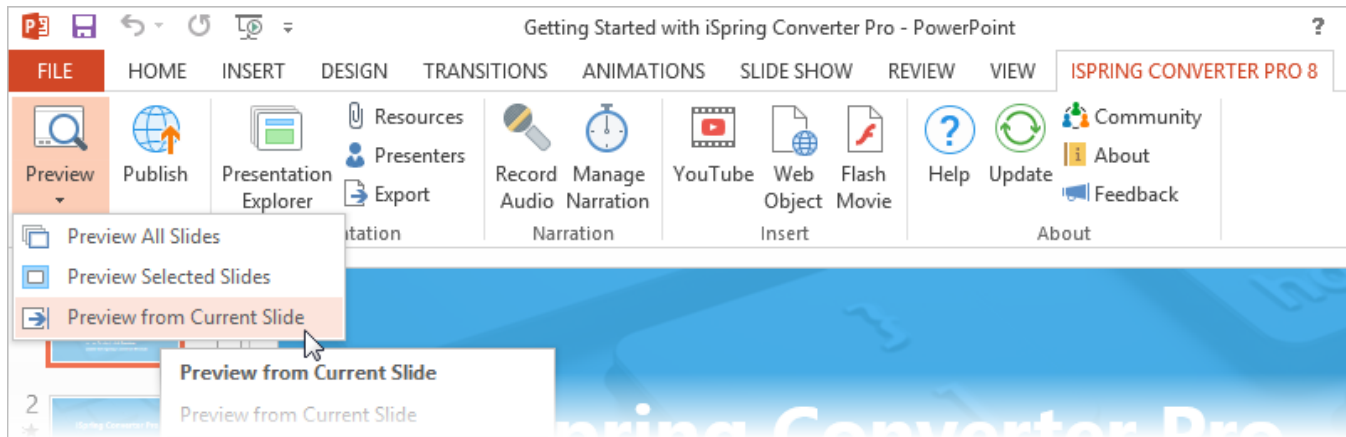 Getting Started with iSpring Converter Pro - PowerPoint ?
FILE HOME INSERT DESIGN TRANSITIONS ANIMATIONS SLIDE SHOW REVIEW VIEW ISPRING CONVERTER PRO 8
Preview
Publish
Presentation
Explorer
Resources
Presenters
Export
Record
Audio
Manage
Narration
YouTube
Web
Object
Flash
Movie
Help
Update
Community
About
Feedback
Narration
Insert
About
Preview All Slides
Preview Selected Slides
Preview from Current Slide
Preview from Current Slide
Preview from Current Slide
2
spring Converter Pro